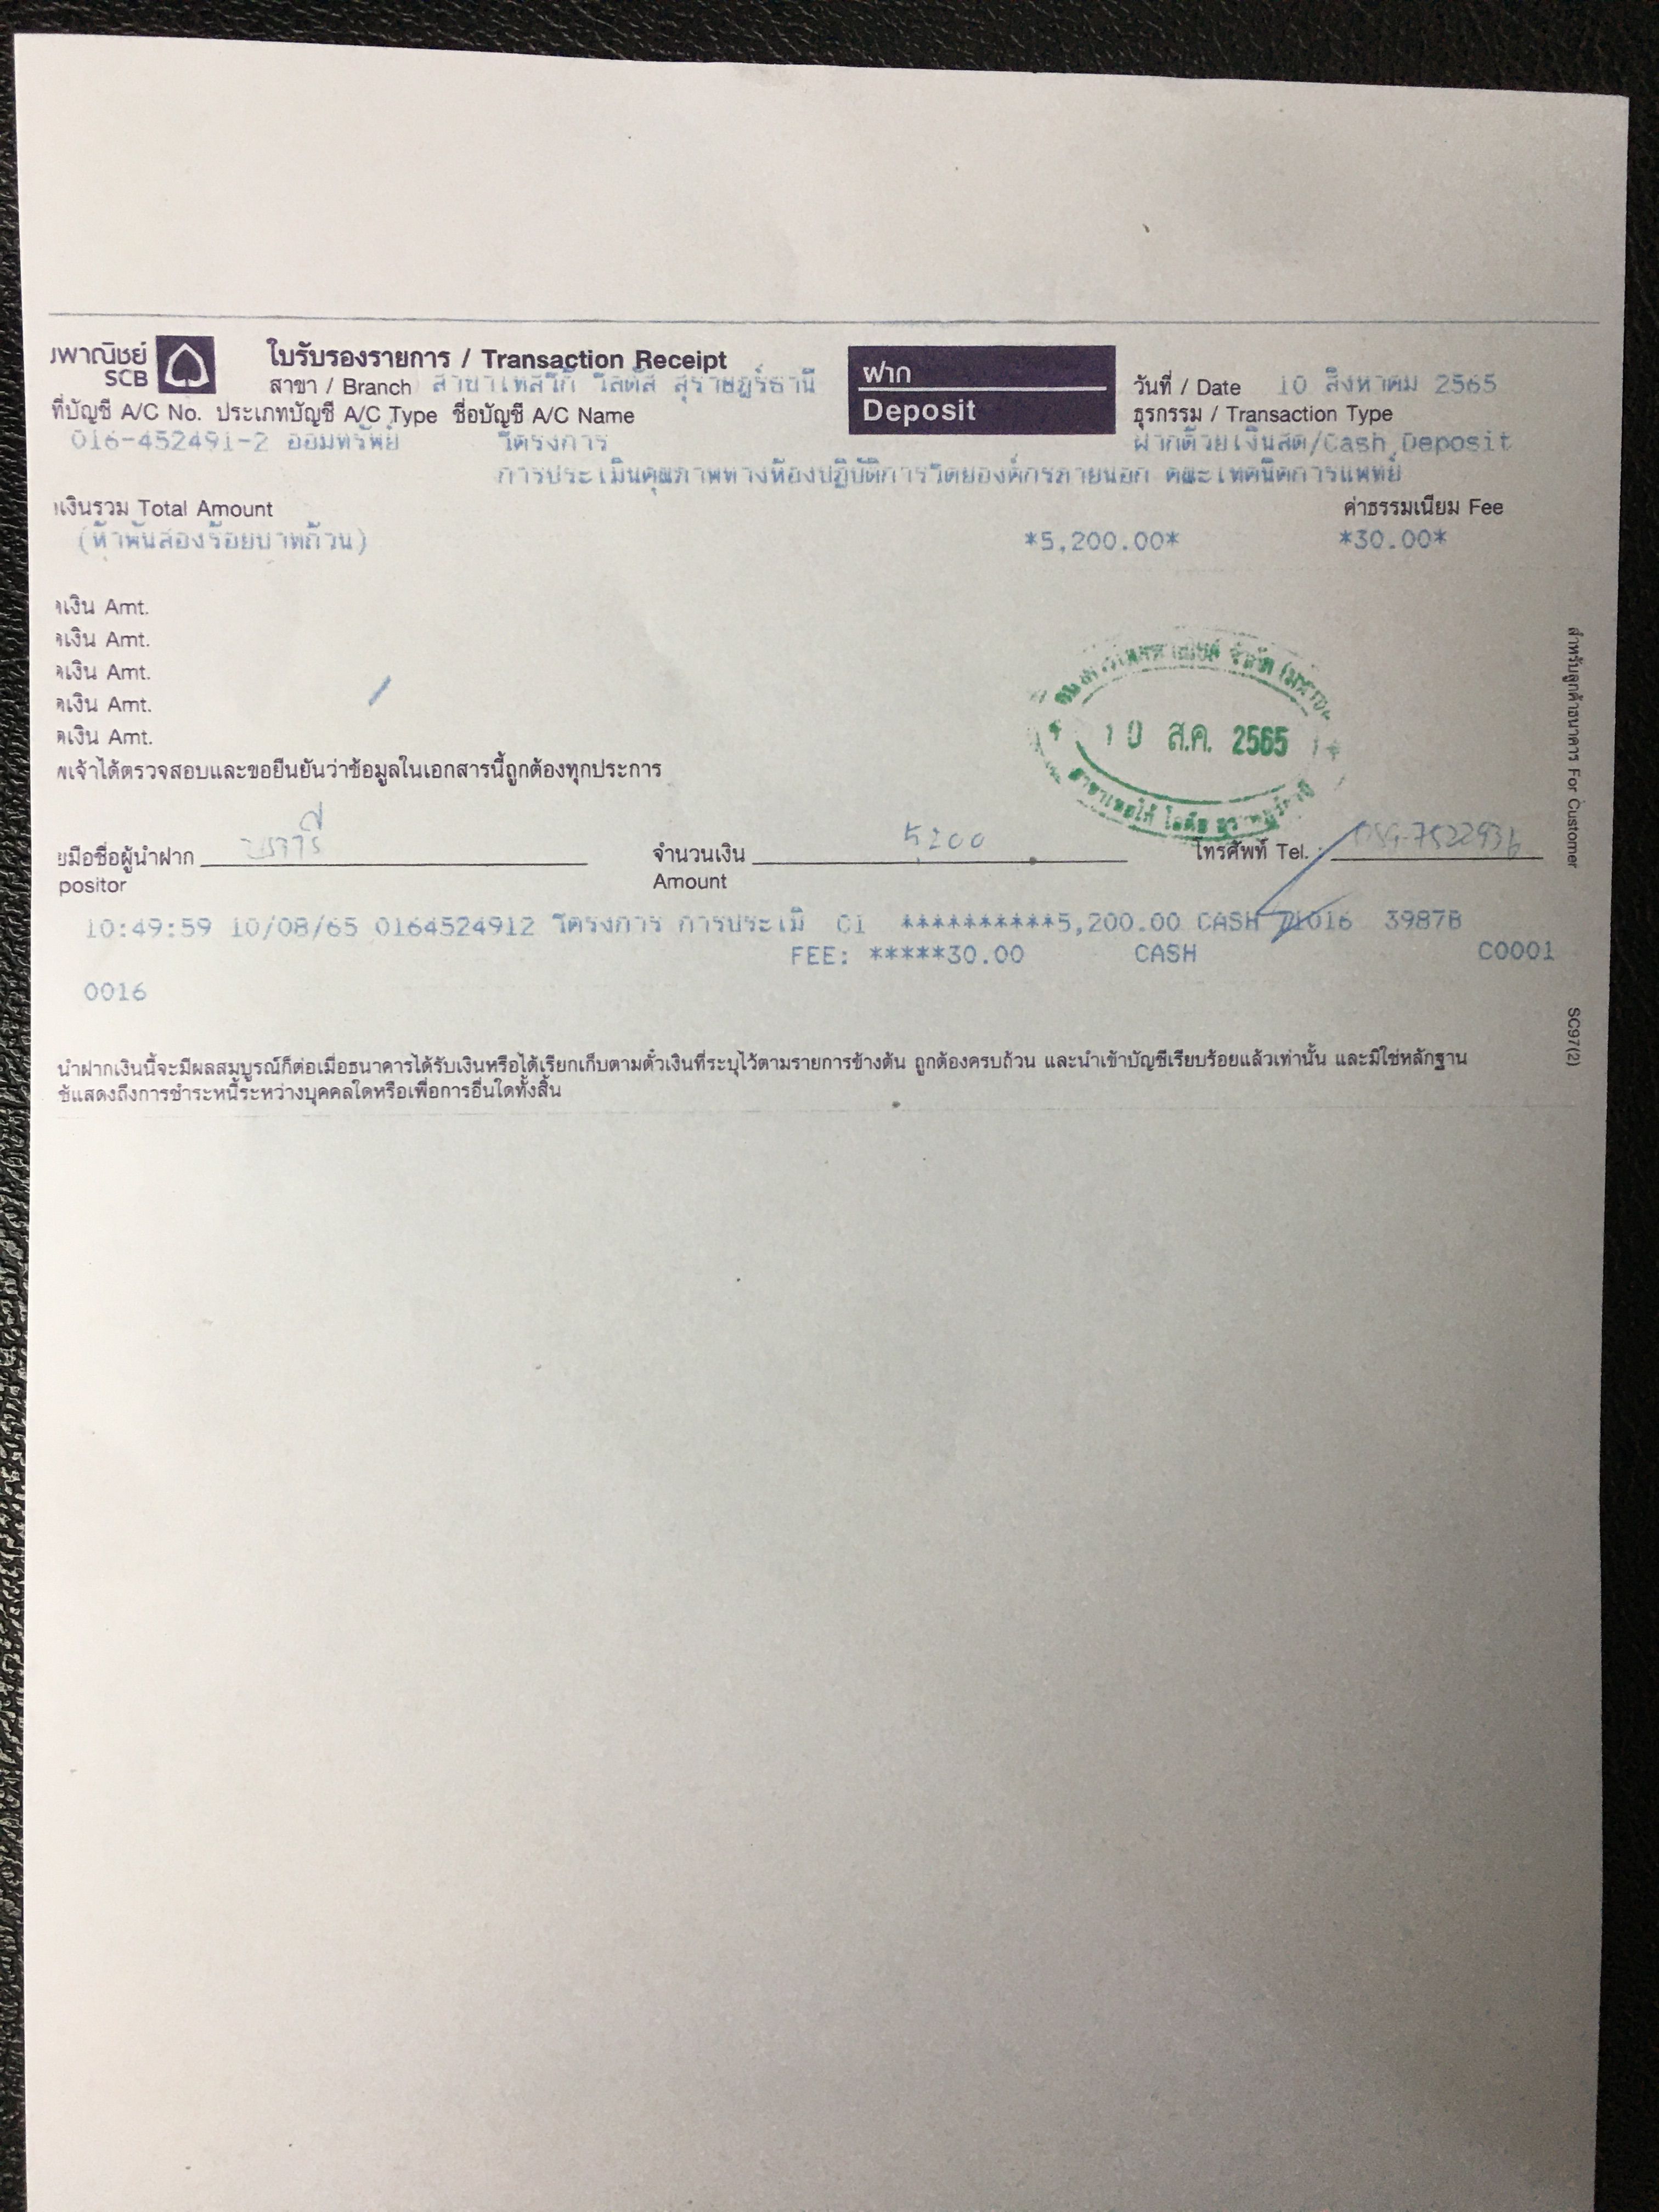 พาณิชย์
SCB
ใบรับรองรายการ / Transaction Receipt
สาขา / Branch สาขาเทสโก้ โลตัส สุราษฎร์ธานี
ฝาก
Deposit
วันที่ / Date 10 สิงหาคม 2565
ที่บัญชี A/C No. ประเภทบัญชี A/C Type ชื่อบัญชี A/C Name
ธุรกรรม / Transaction Type
016-452491-2 ออมทรัพย์ โครงการ
ฝากด้วยเงินสด/Cash Deposit
การประเมินคุณภาพทางห้องปฏิบัติการโดยองค์กรภายนอก คณะเทคนิคการแพทย์
เงินรวม Total Amount
ค่าธรรมเนียม Fee
(ห้าพันสองร้อยบาทถ้วน) *5,200.00* *30.00*
เงิน Amt.
เงิน Amt.
เงิน Amt.
เงิน Amt.
เงิน Amt.
10 ส.ค. 2565
เจ้าได้ตรวจสอบและขอยืนยันว่าข้อมูลในเอกสารนี้ถูกต้องทุกประการ
มือชื่อผู้นำฝาก
positor
จำนวนเงิน 5,200
Amount
โทรศัพท์ Tel.
10:49:59 10/08/65 0164524912 โครงการ การประเมิ CI **********5,200.00 CASH 3987B
FEE: *****30.00 CASH C0001
0016
นำฝากเงินนี้จะมีผลสมบูรณ์ก็ต่อเมื่อธนาคารได้รับเงินหรือได้เรียกเก็บตามตั๋วเงินที่ระบุไว้ตามรายการข้างต้น ถูกต้องครบถ้วน และนำเข้าบัญชีเรียบร้อยแล้วเท่านั้น และมิใช่หลักฐาน
ช้แสดงถึงการชำระหนี้ระหว่างบุคคลใดหรือเพื่อการอื่นใดทั้งสิ้น
สำหรับลูกค้าธนาคาร For Customer
SC97(2)